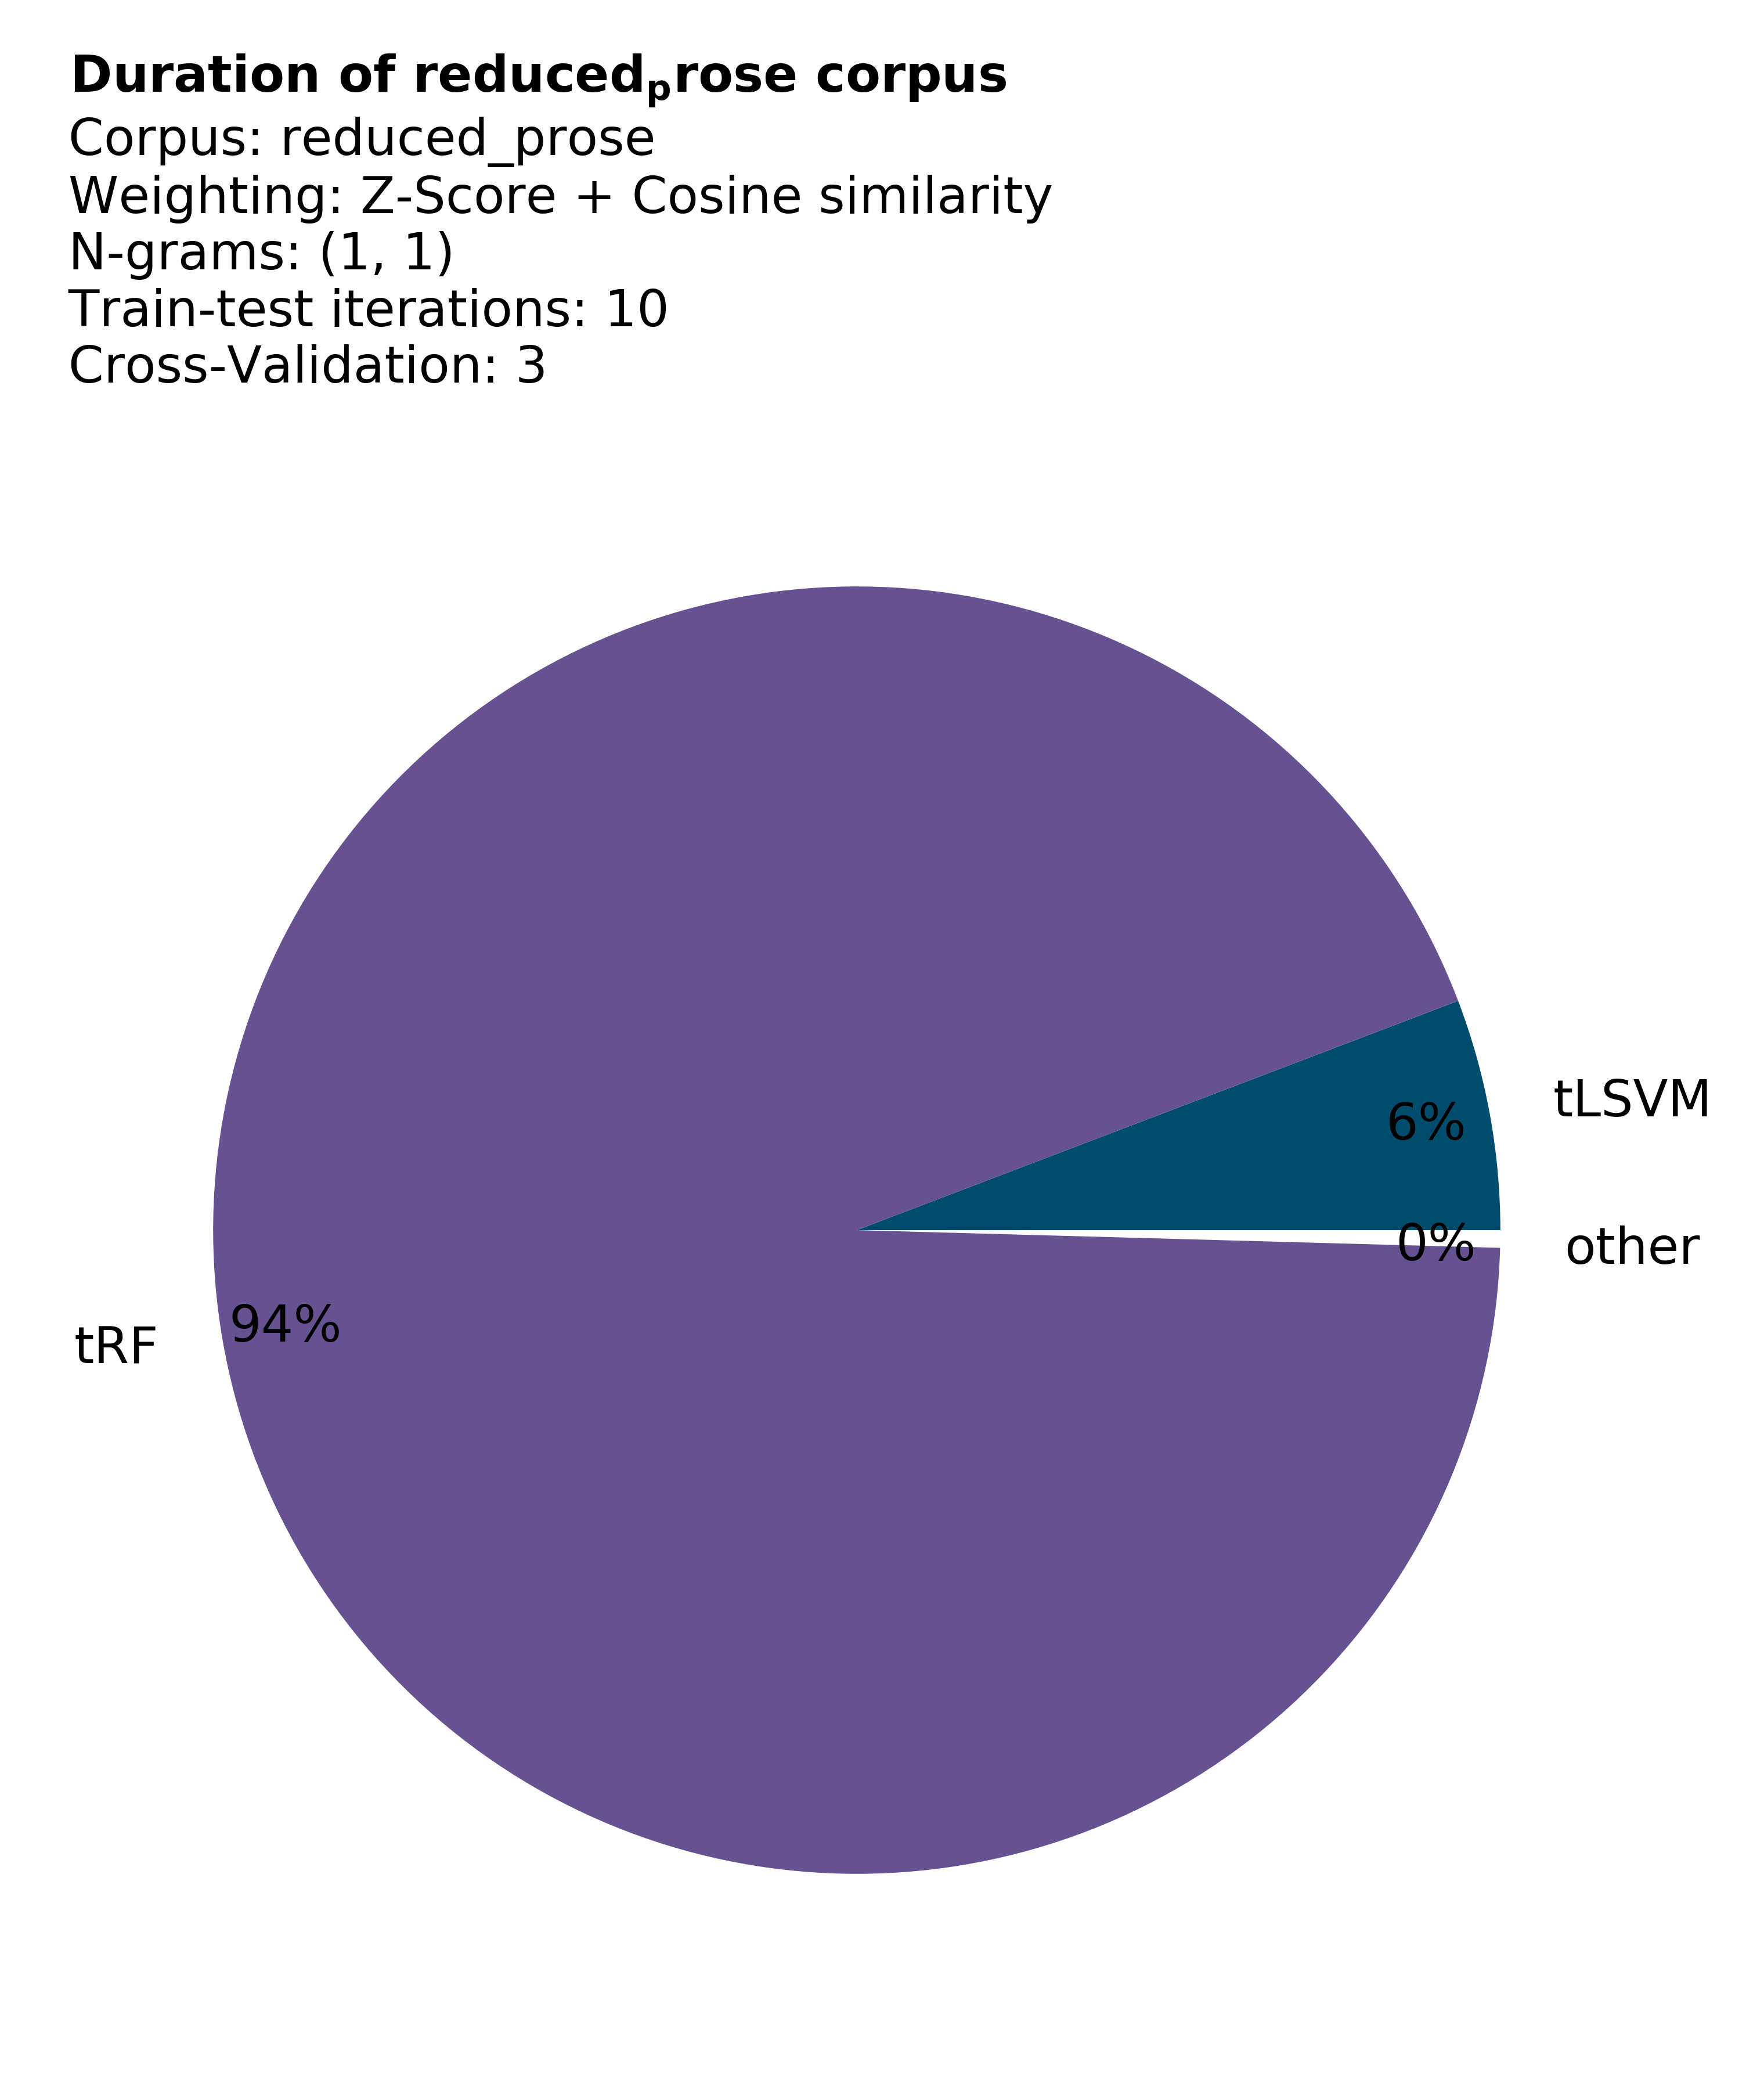 Duration of reducedₚrose corpus
Corpus: reduced_prose
Weighting: Z-Score + Cosine similarity
N-grams: (1, 1)
Train-test iterations: 10
Cross-Validation: 3
tLSVM
6%
0%
other
94%
tRF